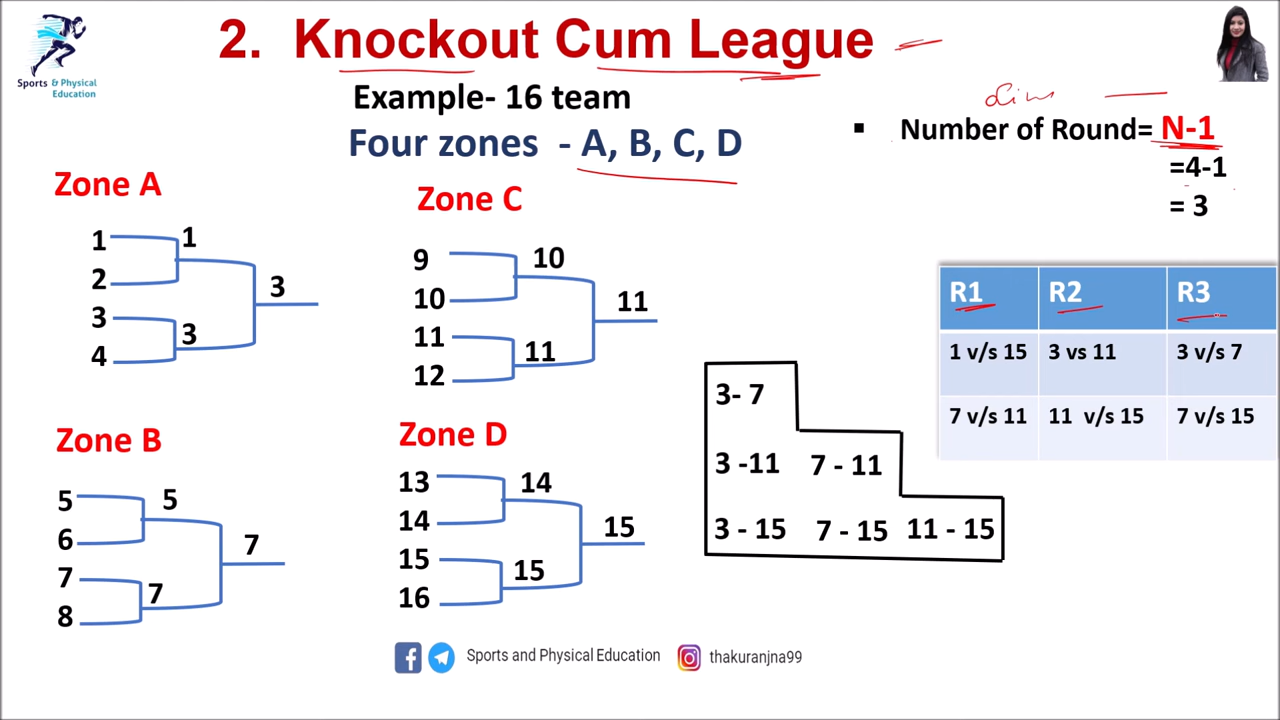 Sports & Physical
Education
2. Knockout Cum League
Example- 16 team
Four zones - A, B, C, D
▪ Number of Round= N-1
=4-1
= 3
Zone A
1
2
3
4
1
3
3
Zone C
9
10
11
12
10
11
11
Zone B
5
6
7
8
5
7
7
Zone D
13
14
15
16
14
15
15
3- 7
3 -11 7 - 11
3 - 15 7 - 15 11 - 15
R1 R2 R3
1 v/s 15 3 vs 11 3 v/s 7
7 v/s 11 11 v/s 15 7 v/s 15
Sports and Physical Education thakuranjna99